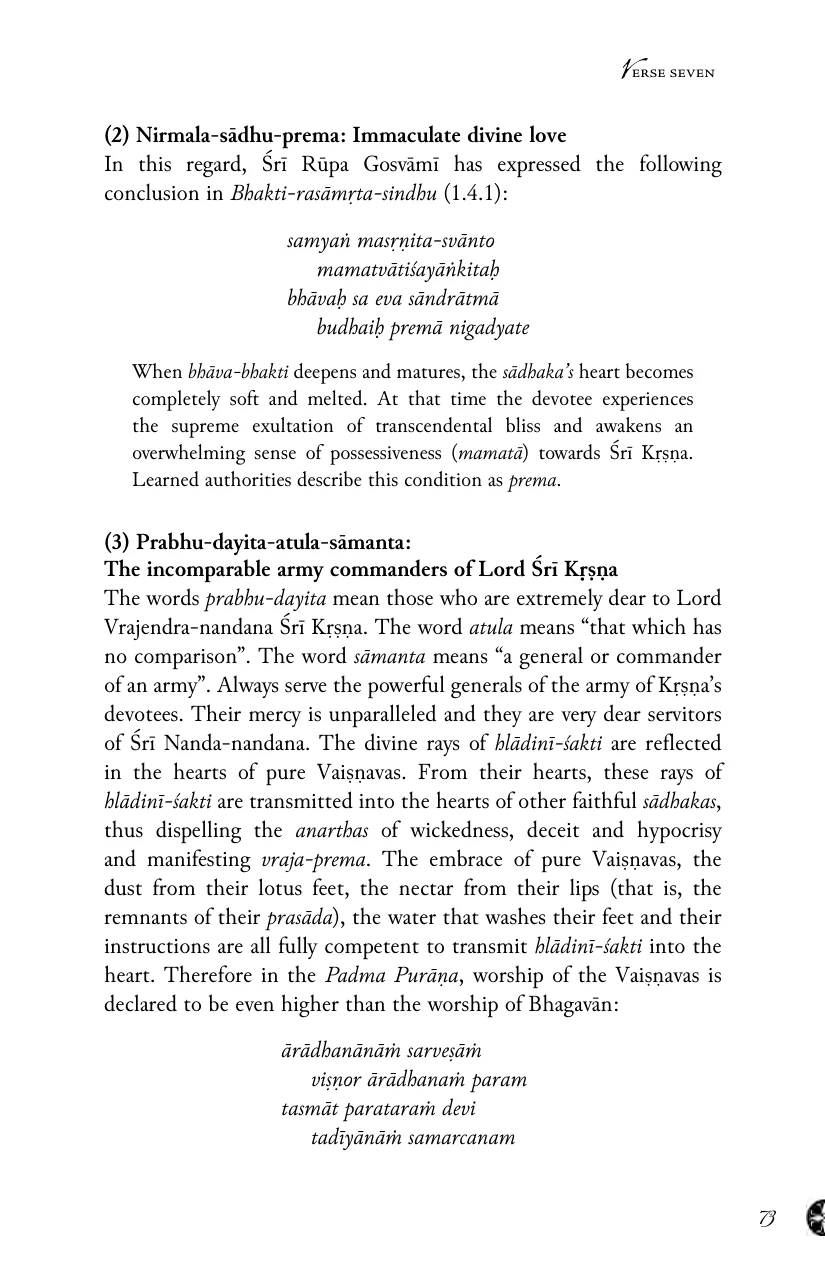 VERSE SEVEN
(2) Nirmala-sādhu-prema: Immaculate divine love
In this regard, Śrī Rūpa Gosvāmī has expressed the following
conclusion in Bhakti-rasāmṛta-sindhu (1.4.1):
samyaṅ masṛṇita-svānto
mamatvātiśayāṅkitaḥ
bhāvaḥ sa eva sāndrātmā
budhaiḥ premā nigadyate
When bhāva-bhakti deepens and matures, the sādhaka’s heart becomes
completely soft and melted. At that time the devotee experiences
the supreme exultation of transcendental bliss and awakens an
overwhelming sense of possessiveness (mamatā) towards Śrī Kṛṣṇa.
Learned authorities describe this condition as prema.
(3) Prabhu-dayita-atula-sāmanta:
The incomparable army commanders of Lord Śrī Kṛṣṇa
The words prabhu-dayita mean those who are extremely dear to Lord
Vrajendra-nandana Śrī Kṛṣṇa. The word atula means “that which has
no comparison”. The word sāmanta means “a general or commander
of an army”. Always serve the powerful generals of the army of Kṛṣṇa’s
devotees. Their mercy is unparalleled and they are very dear servitors
of Śrī Nanda-nandana. The divine rays of hlādinī-śakti are reflected
in the hearts of pure Vaiṣṇavas. From their hearts, these rays of
hlādinī-śakti are transmitted into the hearts of other faithful sādhakas,
thus dispelling the anarthas of wickedness, deceit and hypocrisy
and manifesting vraja-prema. The embrace of pure Vaiṣṇavas, the
dust from their lotus feet, the nectar from their lips (that is, the
remnants of their prasāda), the water that washes their feet and their
instructions are all fully competent to transmit hlādinī-śakti into the
heart. Therefore in the Padma Purāṇa, worship of the Vaiṣṇavas is
declared to be even higher than the worship of Bhagavān:
ārādhanānāṁ sarveṣāṁ
viṣṇor ārādhanaṁ param
tasmāt parataraṁ devi
tadīyānāṁ samarcanam
73